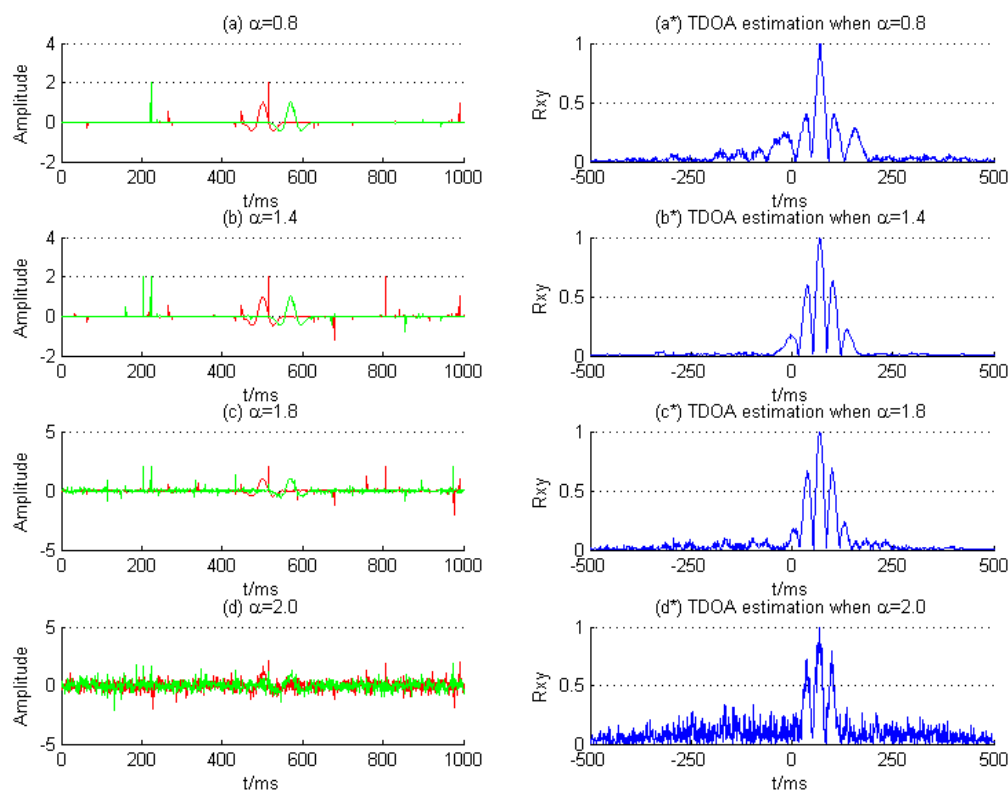 (a) α=0.8
Amplitude
4
2
0
-2
0 200 400 600 800 1000
t/ms
(a*) TDOA estimation when α=0.8
Rxy
1
0.5
0
-500 -250 0 250 500
t/ms
(b) α=1.4
Amplitude
4
2
0
-2
0 200 400 600 800 1000
t/ms
(b*) TDOA estimation when α=1.4
Rxy
1
0.5
0
-500 -250 0 250 500
t/ms
(c) α=1.8
Amplitude
5
0
-5
0 200 400 600 800 1000
t/ms
(c*) TDOA estimation when α=1.8
Rxy
1
0.5
0
-500 -250 0 250 500
t/ms
(d) α=2.0
Amplitude
5
0
-5
0 200 400 600 800 1000
t/ms
(d*) TDOA estimation when α=2.0
Rxy
1
0.5
0
-500 -250 0 250 500
t/ms